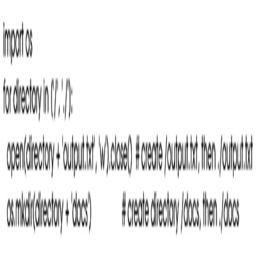 import os
for directory in ('/', './'):
open(directory + 'output.txt', 'w').close() # create /output.txt, then ./output.txt
os.mkdir(directory + 'docs') # create directory /docs, then ./docs